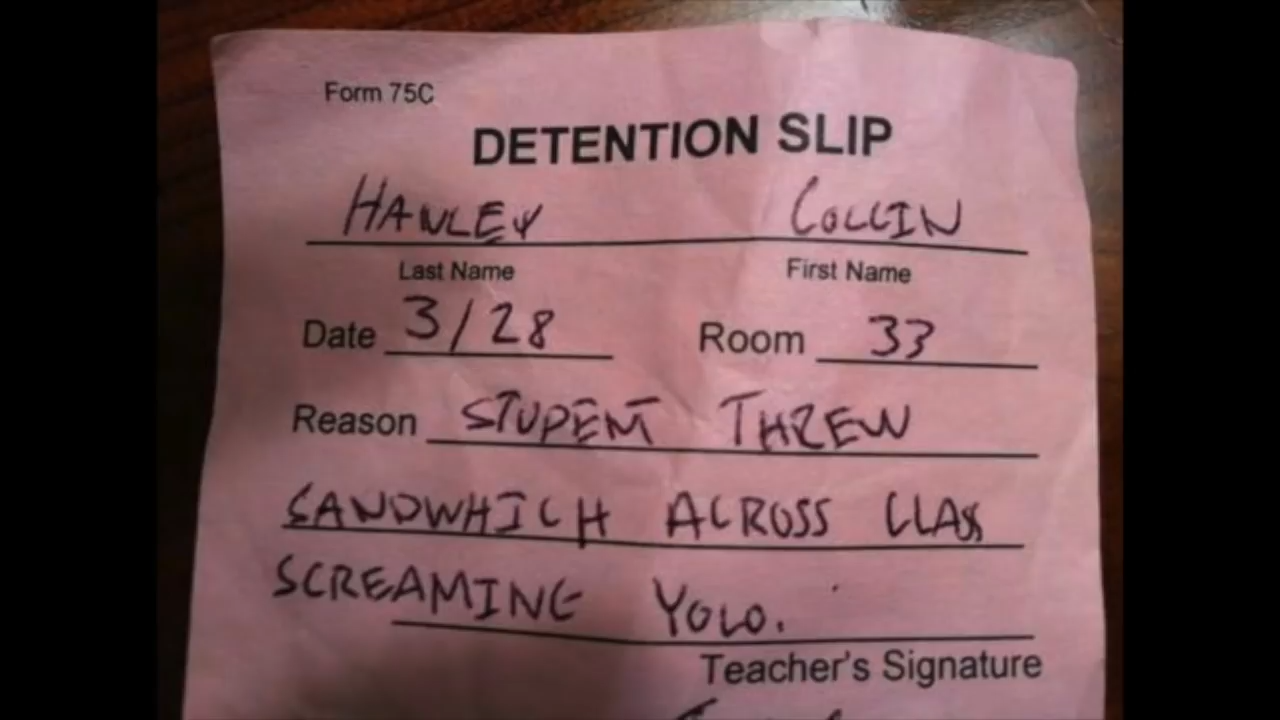 Form 75C
DETENTION SLIP
HANLEY COLLIN
Last Name First Name
Date 3/28 Room 33
Reason STUDENT THREW
SANDWHICH ACROSS CLASS
SCREAMING YOLO.
Teacher's Signature